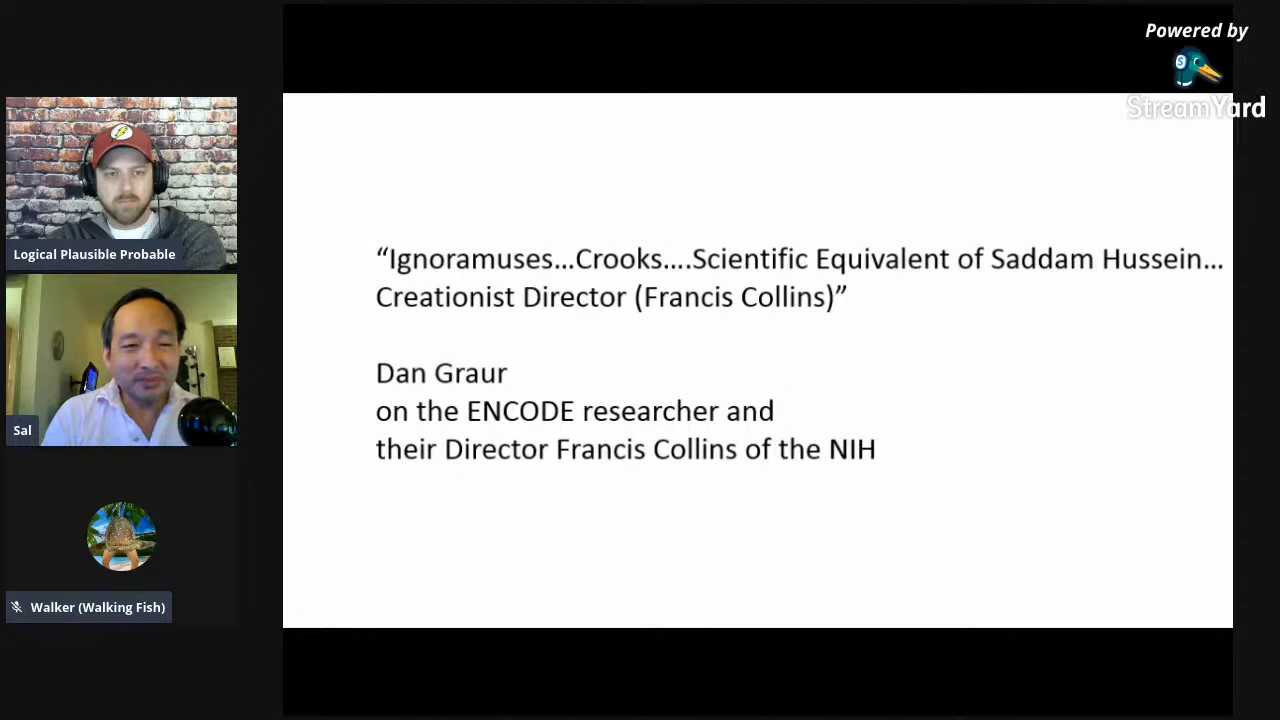 Powered by
StreamYard
Logical Plausible Probable
Sal
Walker (Walking Fish)
“Ignoramuses...Crooks....Scientific Equivalent of Saddam Hussein...
Creationist Director (Francis Collins)”
Dan Graur
on the ENCODE researcher and
their Director Francis Collins of the NIH